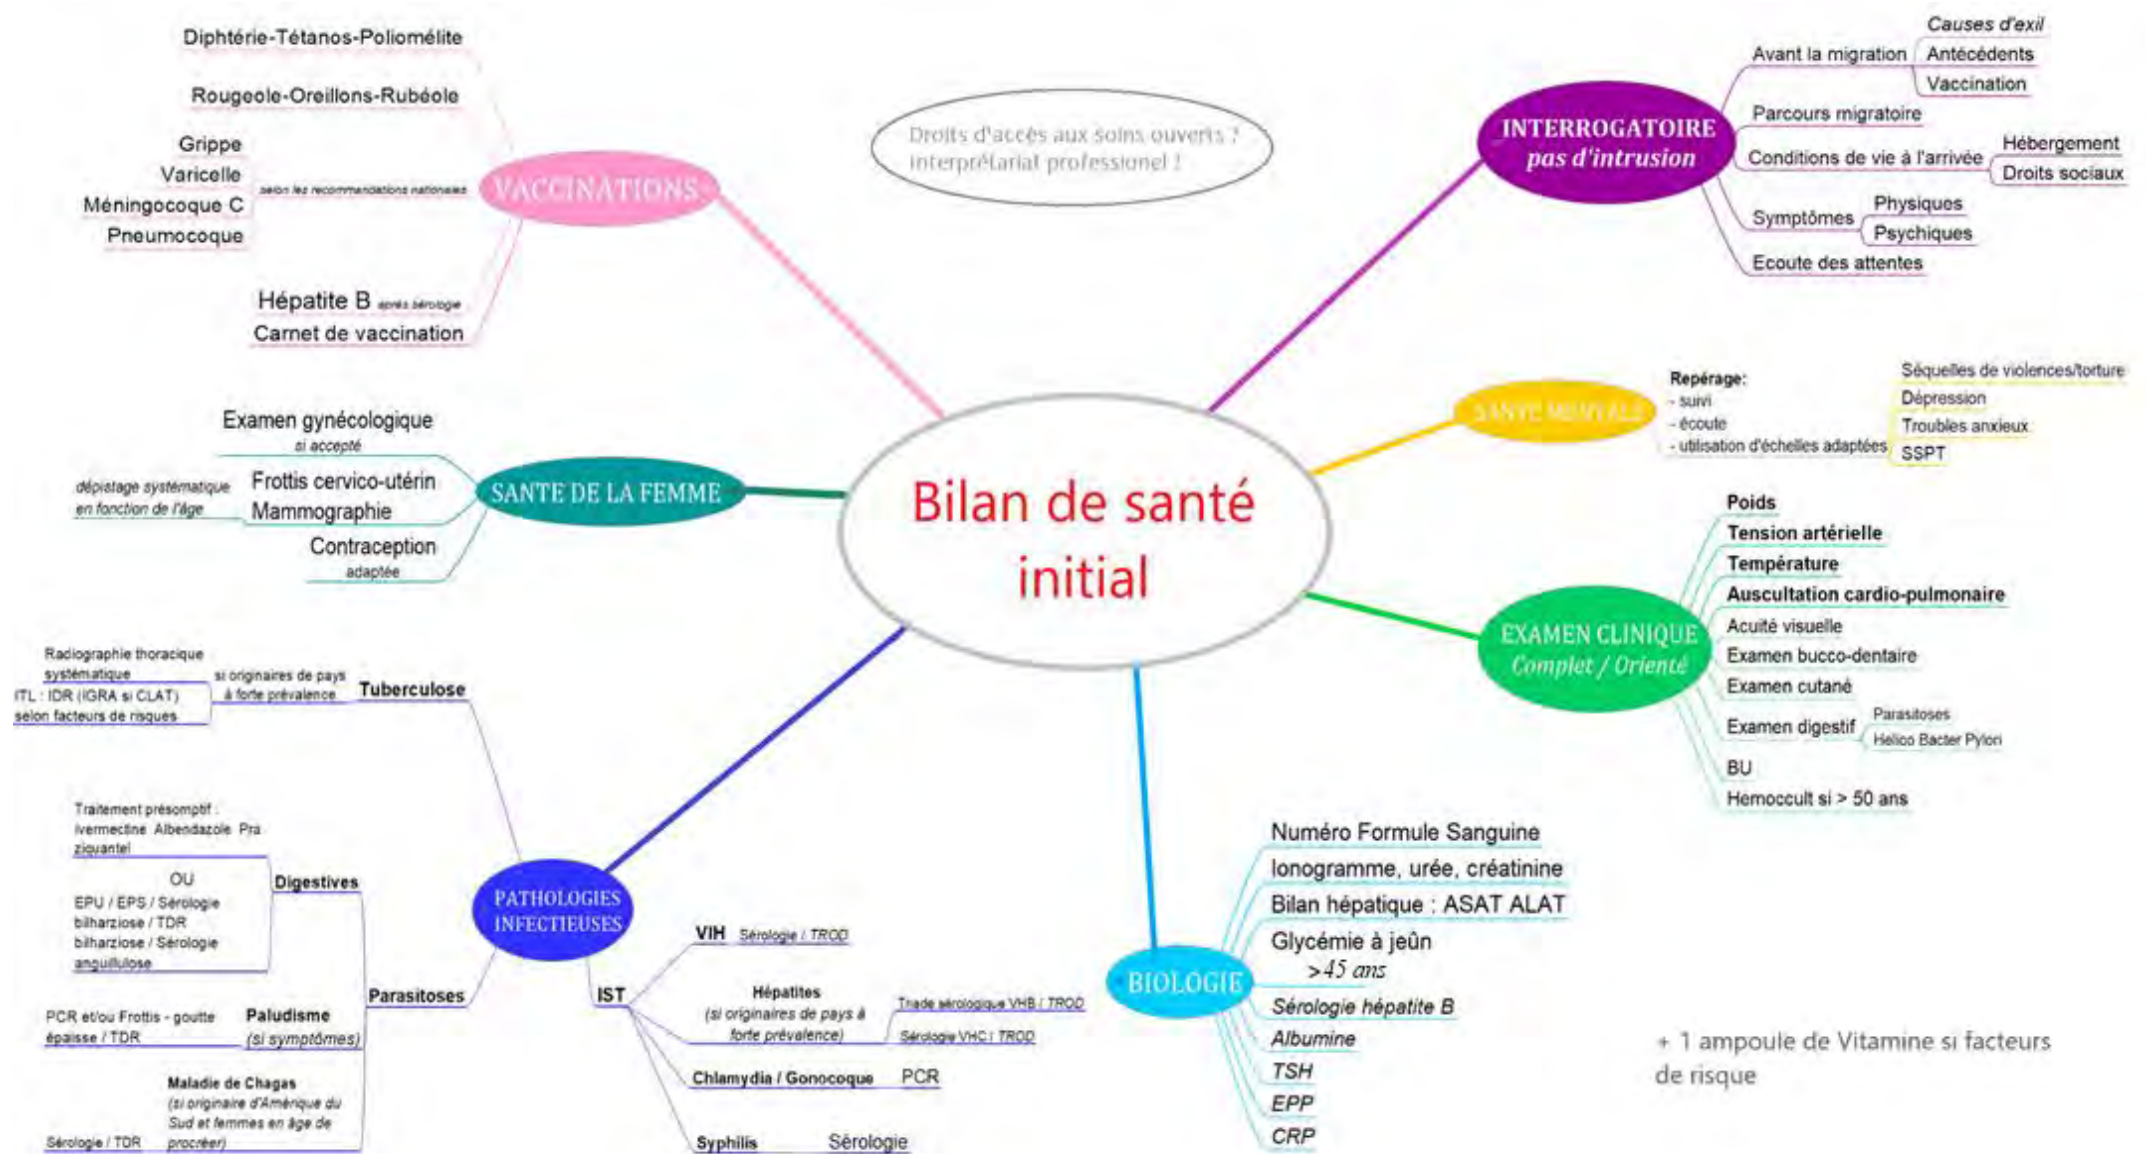 Diphtérie-Tétanos-Poliomélite
Rougeole-Oreillons-Rubéole
Grippe
Varicelle
Méningocoque C
Pneumocoque
selon les recommandations nationales
VACCINATIONS
Hépatite B après sérologie
Carnet de vaccination
Droits d'accès aux soins ouverts ?
interprétariat professionel !
INTERROGATOIRE
pas d'intrusion
Avant la migration
Causes d'exil
Antécédents
Vaccination
Parcours migratoire
Conditions de vie à l'arrivée
Hébergement
Droits sociaux
Symptômes
Physiques
Psychiques
Ecoute des attentes
SANTE MENTALE
Repérage:
- suivi
- écoute
- utilisation d'échelles adaptées
Séquelles de violences/torture
Dépression
Troubles anxieux
SSPT
Examen gynécologique
si accepté
dépistage systématique
en fonction de l'âge
Frottis cervico-utérin
Mammographie
Contraception
adaptée
SANTE DE LA FEMME
Bilan de santé
initial
EXAMEN CLINIQUE
Complet / Orienté
Poids
Tension artérielle
Température
Auscultation cardio-pulmonaire
Acuité visuelle
Examen bucco-dentaire
Examen cutané
Examen digestif
Parasitoses
Helico Bacter Pylori
BU
Hemoccult si > 50 ans
Radiographie thoracique
systématique
ITL : IDR (IGRA si CLAT)
selon facteurs de risques
si originaires de pays
à forte prévalence
Tuberculose
Traitement présomptif :
Ivermectine Albendazole Pra
ziquantel
OU
EPU / EPS / Sérologie
bilharziose / TDR
bilharziose / Sérologie
anguillulose
Digestives
PATHOLOGIES
INFECTIEUSES
Parasitoses
PCR et/ou Frottis - goutte
épaisse / TDR
Paludisme
(si symptômes)
Maladie de Chagas
(si originaire d'Amérique du
Sud et femmes en âge de
procréer)
Sérologie / TDR
IST
VIH Sérologie / TROD
Hépatites
(si originaires de pays à
forte prévalence)
Triade sérologique VHB / TROD
Sérologie VHC / TROD
Chlamydia / Gonocoque PCR
Syphilis Sérologie
BIOLOGIE
Numéro Formule Sanguine
Ionogramme, urée, créatinine
Bilan hépatique : ASAT ALAT
Glycémie à jeûn
>45 ans
Sérologie hépatite B
Albumine
TSH
EPP
CRP
+ 1 ampoule de Vitamine si facteurs
de risque